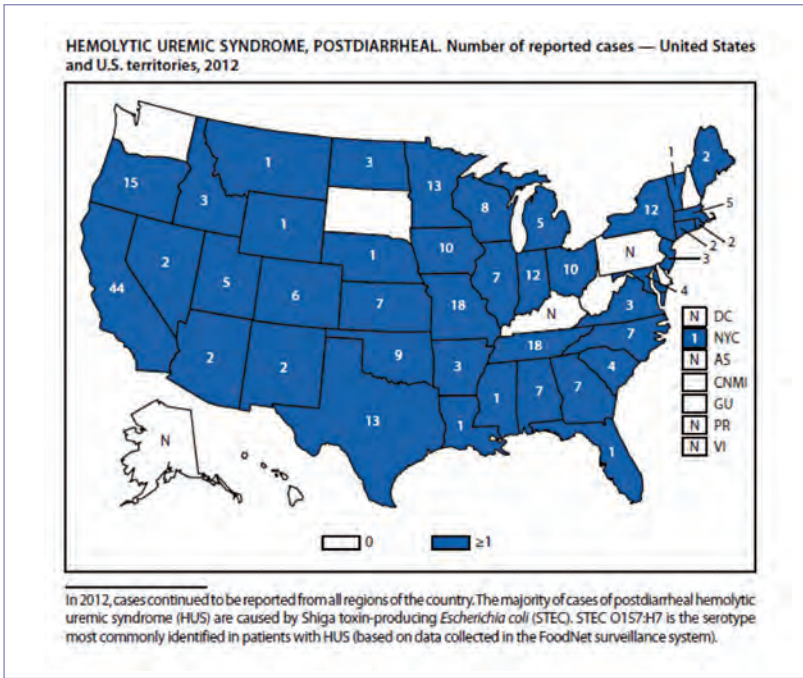 HEMOLYTIC UREMIC SYNDROME, POSTDIARRHEAL. Number of reported cases — United States
and U.S. territories, 2012
1
3
13
1
2
15
3
8
5
5
12
1
10
2
2
1
N
3
2
5
7
12
10
44
6
7
18
4
N
3
N DC
18
7
1 NYC
2
2
9
3
4
N AS
CNMI
1
7
7
GU
13
1
N PR
N
1
N VI
0
≥1
In 2012, cases continued to be reported from all regions of the country. The majority of cases of postdiarrheal hemolytic
uremic syndrome (HUS) are caused by Shiga toxin-producing Escherichia coli (STEC). STEC O157:H7 is the serotype
most commonly identified in patients with HUS (based on data collected in the FoodNet surveillance system).